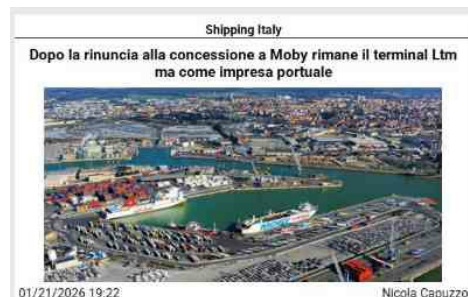 Shipping Italy
Dopo la rinuncia alla concessione a Moby rimane il terminal Ltm
ma come impresa portuale
01/21/2026 19:22
Nicola Capuzzo